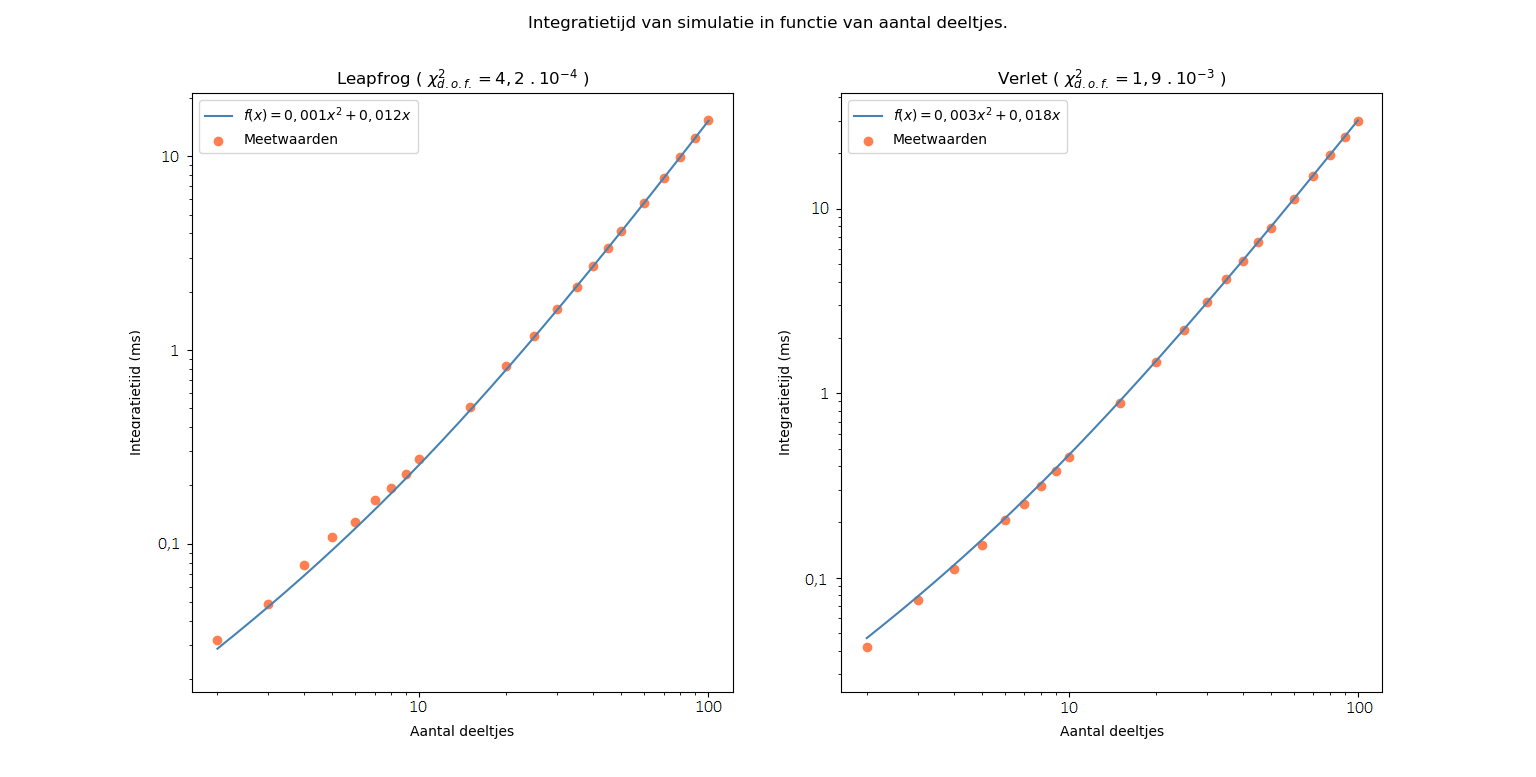 Integratietijd van simulatie in functie van aantal deeltjes.
Leapfrog ( χ²d.o.f. = 4,2 . 10⁻⁴ )
f(x) = 0,001x² + 0,012x
Meetwaarden
10
1
0,1
Integratietijd (ms)
10
100
Aantal deeltjes
Verlet ( χ²d.o.f. = 1,9 . 10⁻³ )
f(x) = 0,003x² + 0,018x
Meetwaarden
10
1
0,1
Integratietijd (ms)
10
100
Aantal deeltjes